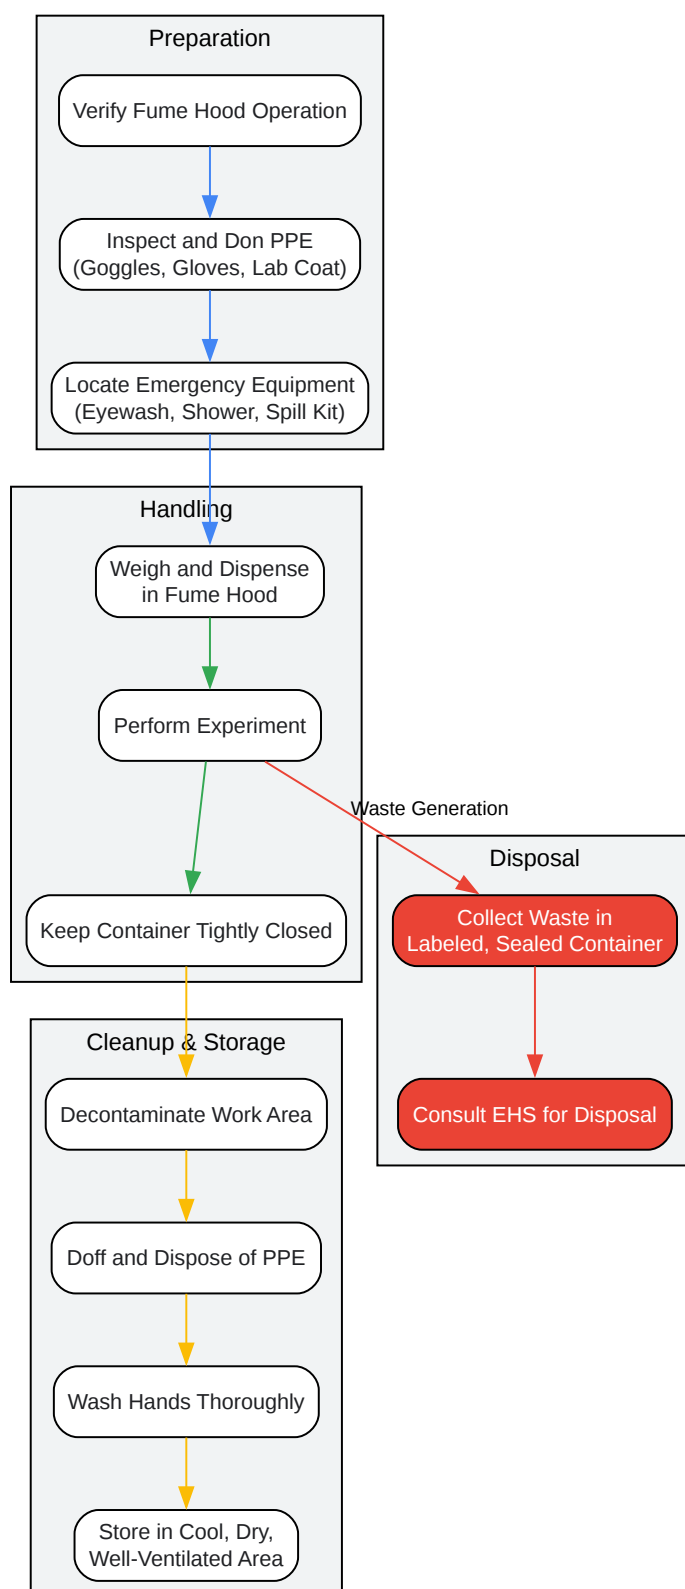 Preparation
Verify Fume Hood Operation
Inspect and Don PPE
(Goggles, Gloves, Lab Coat)
Locate Emergency Equipment
(Eyewash, Shower, Spill Kit)
Handling
Weigh and Dispense
in Fume Hood
Perform Experiment
Waste Generation
Keep Container Tightly Closed
Disposal
Collect Waste in
Labeled, Sealed Container
Consult EHS for Disposal
Cleanup & Storage
Decontaminate Work Area
Doff and Dispose of PPE
Wash Hands Thoroughly
Store in Cool, Dry,
Well-Ventilated Area